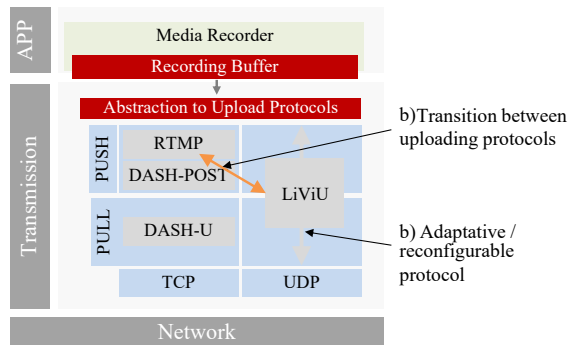 APP
Media Recorder
Recording Buffer
Transmission
Abstraction to Upload Protocols
b)Transition between
uploading protocols
PUSH
RTMP
DASH-POST
LiViU
PULL
DASH-U
b) Adaptative /
reconfigurable
protocol
TCP
UDP
Network